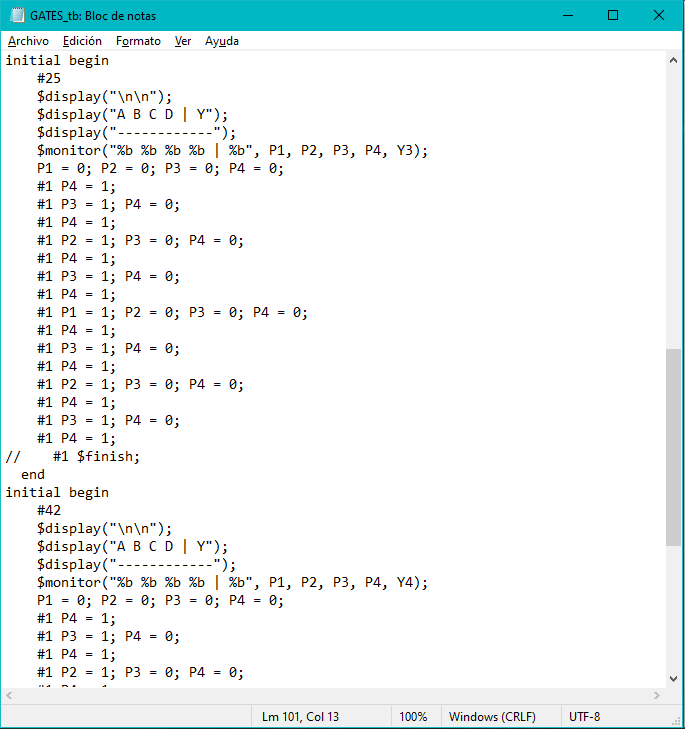 GATES_tb: Bloc de notas
Archivo Edición Formato Ver Ayuda
initial begin
    #25
    $display("\n\n");
    $display("A B C D | Y");
    $display("------------");
    $monitor("%b %b %b %b | %b", P1, P2, P3, P4, Y3);
    P1 = 0; P2 = 0; P3 = 0; P4 = 0;
    #1 P4 = 1;
    #1 P3 = 1; P4 = 0;
    #1 P4 = 1;
    #1 P2 = 1; P3 = 0; P4 = 0;
    #1 P4 = 1;
    #1 P3 = 1; P4 = 0;
    #1 P4 = 1;
    #1 P1 = 1; P2 = 0; P3 = 0; P4 = 0;
    #1 P4 = 1;
    #1 P3 = 1; P4 = 0;
    #1 P4 = 1;
    #1 P2 = 1; P3 = 0; P4 = 0;
    #1 P4 = 1;
    #1 P3 = 1; P4 = 0;
    #1 P4 = 1;
//    #1 $finish;
  end
initial begin
    #42
    $display("\n\n");
    $display("A B C D | Y");
    $display("------------");
    $monitor("%b %b %b %b | %b", P1, P2, P3, P4, Y4);
    P1 = 0; P2 = 0; P3 = 0; P4 = 0;
    #1 P4 = 1;
    #1 P3 = 1; P4 = 0;
    #1 P4 = 1;
    #1 P2 = 1; P3 = 0; P4 = 0;
Lm 101, Col 13 100% Windows (CRLF) UTF-8